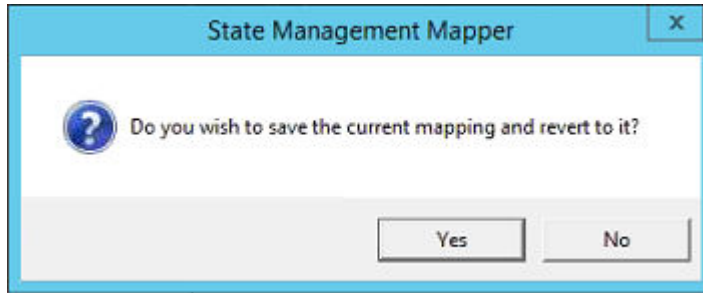 State Management Mapper
x
Do you wish to save the current mapping and revert to it?
Yes
No